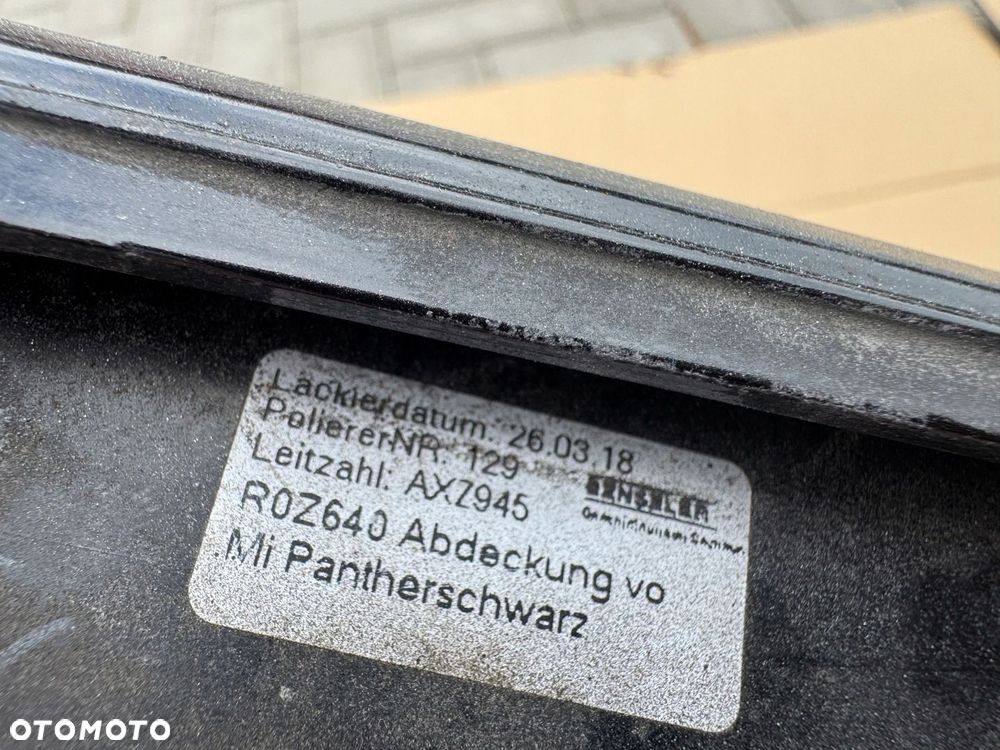 Lackierdatum: 26.03.18
PoliererNR: 129
Leitzahl: AXZ945
R0Z640 Abdeckung vo
Mi Pantherschwarz
OTOMOTO